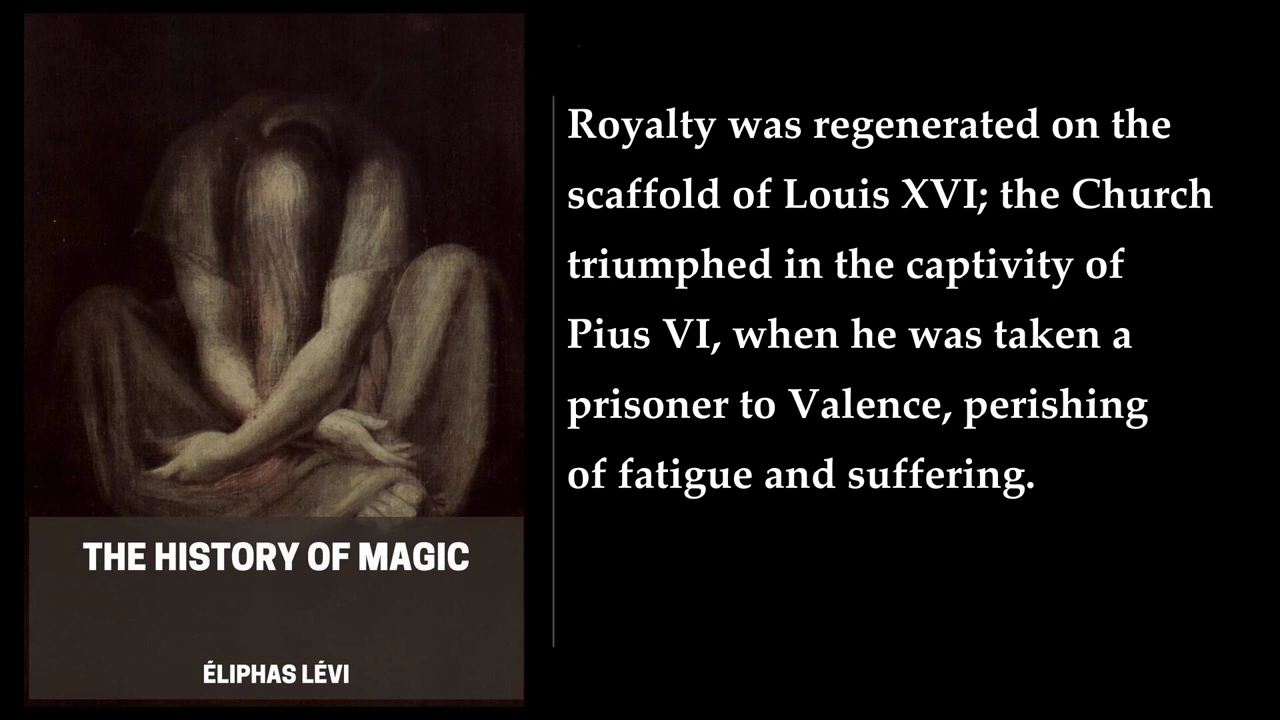 THE HISTORY OF MAGIC
ÉLIPHAS LÉVI
Royalty was regenerated on the
scaffold of Louis XVI; the Church
triumphed in the captivity of
Pius VI, when he was taken a
prisoner to Valence, perishing
of fatigue and suffering.